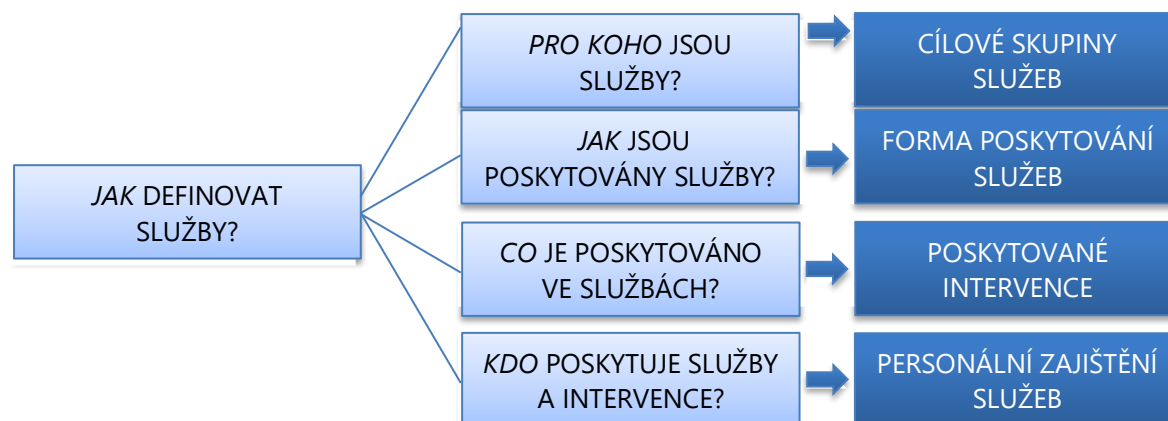 JAK DEFINOVAT
SLUŽBY?
PRO KOHO JSOU
SLUŽBY?
CÍLOVÉ SKUPINY
SLUŽEB
JAK JSOU
POSKYTOVÁNY SLUŽBY?
FORMA POSKYTOVÁNÍ
SLUŽEB
CO JE POSKYTOVÁNO
VE SLUŽBÁCH?
POSKYTOVANÉ
INTERVENCE
KDO POSKYTUJE SLUŽBY
A INTERVENCE?
PERSONÁLNÍ ZAJIŠTĚNÍ
SLUŽEB